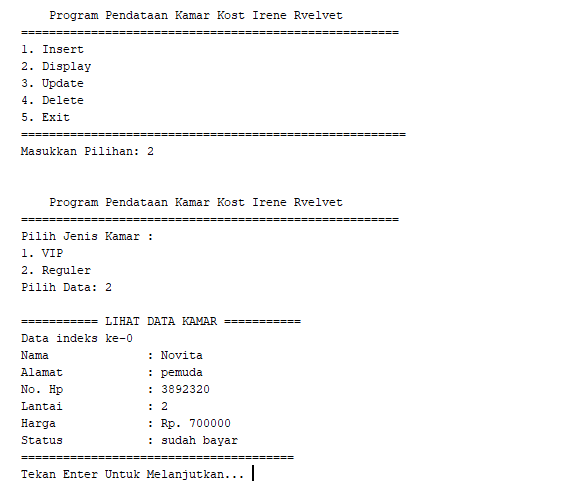 Program Pendataan Kamar Kost Irene Rvelvet
======================================================
1. Insert
2. Display
3. Update
4. Delete
5. Exit
=======================================================
Masukkan Pilihan: 2
Program Pendataan Kamar Kost Irene Rvelvet
======================================================
Pilih Jenis Kamar :
1. VIP
2. Reguler
Pilih Data: 2
=========== LIHAT DATA KAMAR ===========
Data indeks ke-0
Nama : Novita
Alamat : pemuda
No. Hp : 3892320
Lantai : 2
Harga : Rp. 700000
Status : sudah bayar
=======================================
Tekan Enter Untuk Melanjutkan...